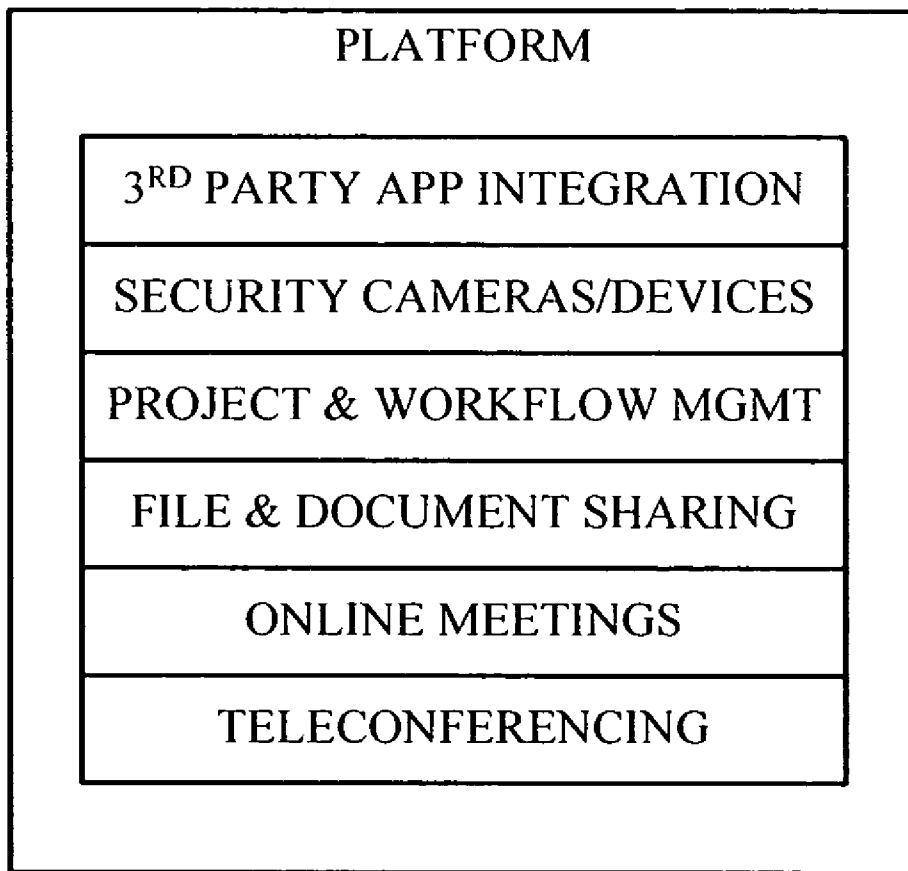 PLATFORM
3RD PARTY APP INTEGRATION
SECURITY CAMERAS/DEVICES
PROJECT & WORKFLOW MGMT
FILE & DOCUMENT SHARING
ONLINE MEETINGS
TELECONFERENCING